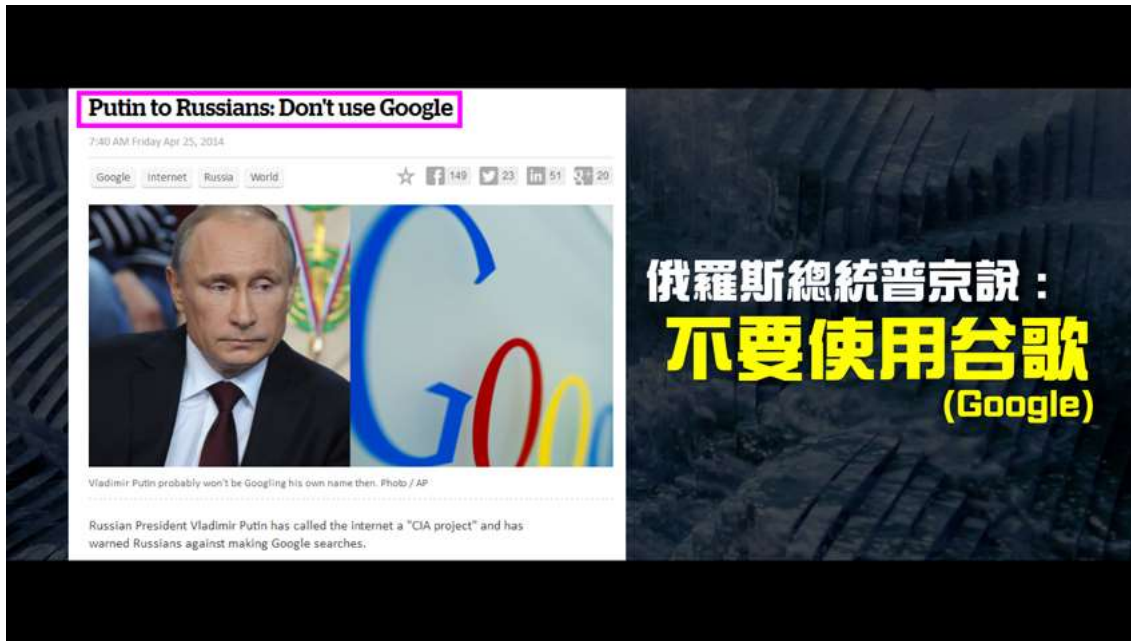 Putin to Russians: Don't use Google
7:40 AM Friday Apr 25, 2014
Google Internet Russia World 149 23 51 20
Goo
Vladimir Putin probably won't be Googling his own name then. Photo / AP
Russian President Vladimir Putin has called the internet a "CIA project" and has
warned Russians against making Google searches.
俄羅斯總統普京說：
不要使用谷歌
(Google)